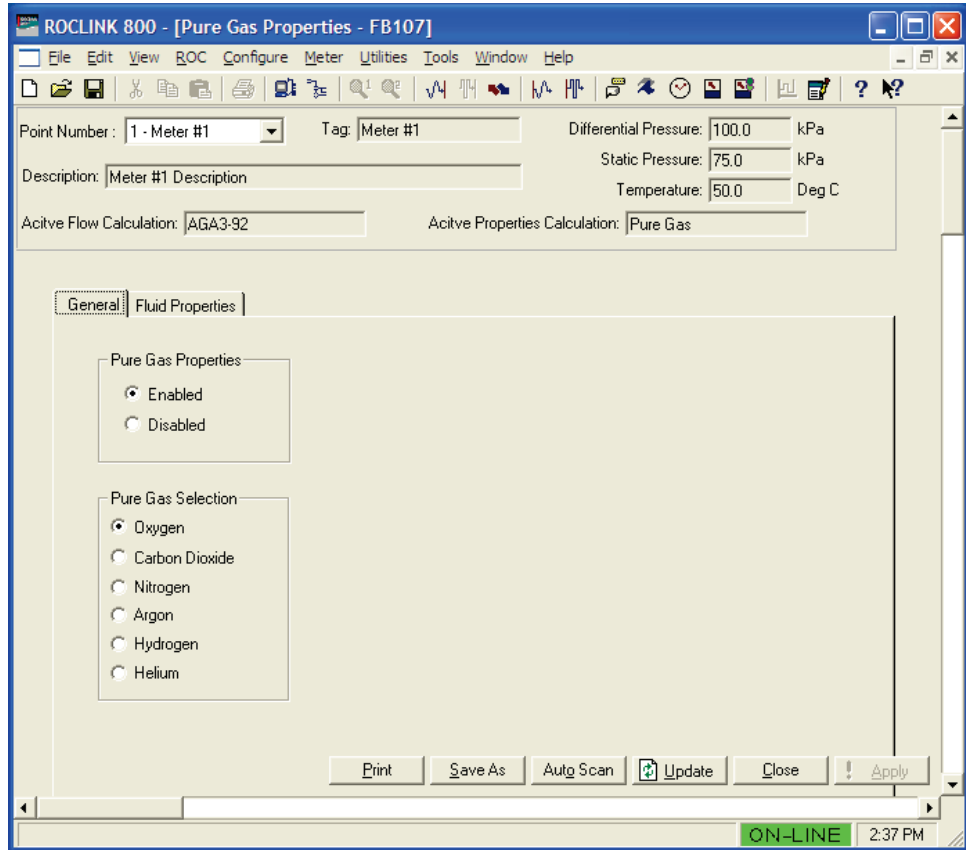 ROCLINK 800 - [Pure Gas Properties - FB107]
File Edit View ROC Configure Meter Utilities Tools Window Help
Point Number : 1 - Meter #1 Tag: Meter #1 Differential Pressure: 100.0 kPa
Static Pressure: 75.0 kPa
Description: Meter #1 Description
Temperature: 50.0 Deg C
Acitve Flow Calculation: AGA3-92 Acitve Properties Calculation: Pure Gas
General Fluid Properties
Pure Gas Properties
Enabled
Disabled
Pure Gas Selection
Oxygen
Carbon Dioxide
Nitrogen
Argon
Hydrogen
Helium
Print Save As Auto Scan Update Close ! Apply
ON-LINE 2:37 PM